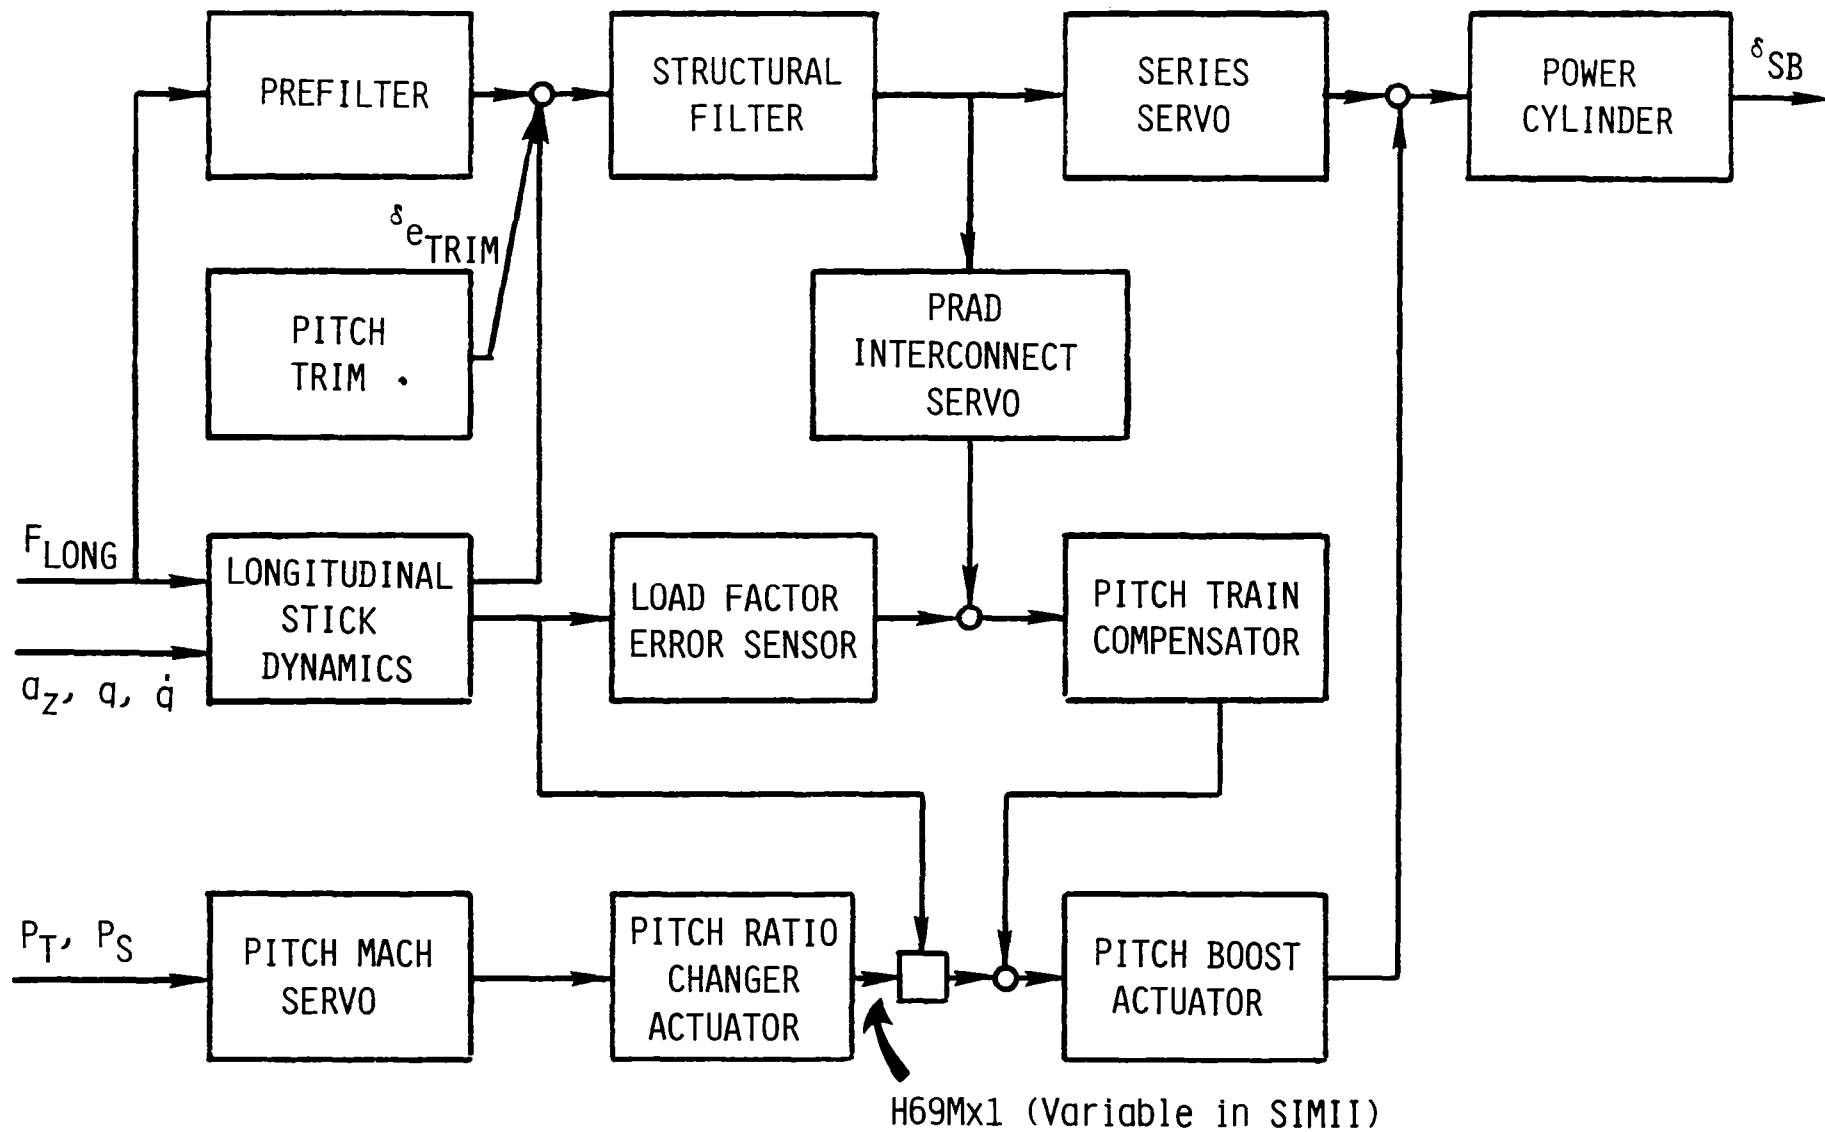 PREFILTER
STRUCTURAL
FILTER
SERIES
SERVO
POWER
CYLINDER
δSB
δeTRIM
PITCH
TRIM .
PRAD
INTERCONNECT
SERVO
FLONG
LONGITUDINAL
STICK
DYNAMICS
LOAD FACTOR
ERROR SENSOR
PITCH TRAIN
COMPENSATOR
az, q, q̇
PT, PS
PITCH MACH
SERVO
PITCH RATIO
CHANGER
ACTUATOR
PITCH BOOST
ACTUATOR
H69Mx1 (Variable in SIMII)